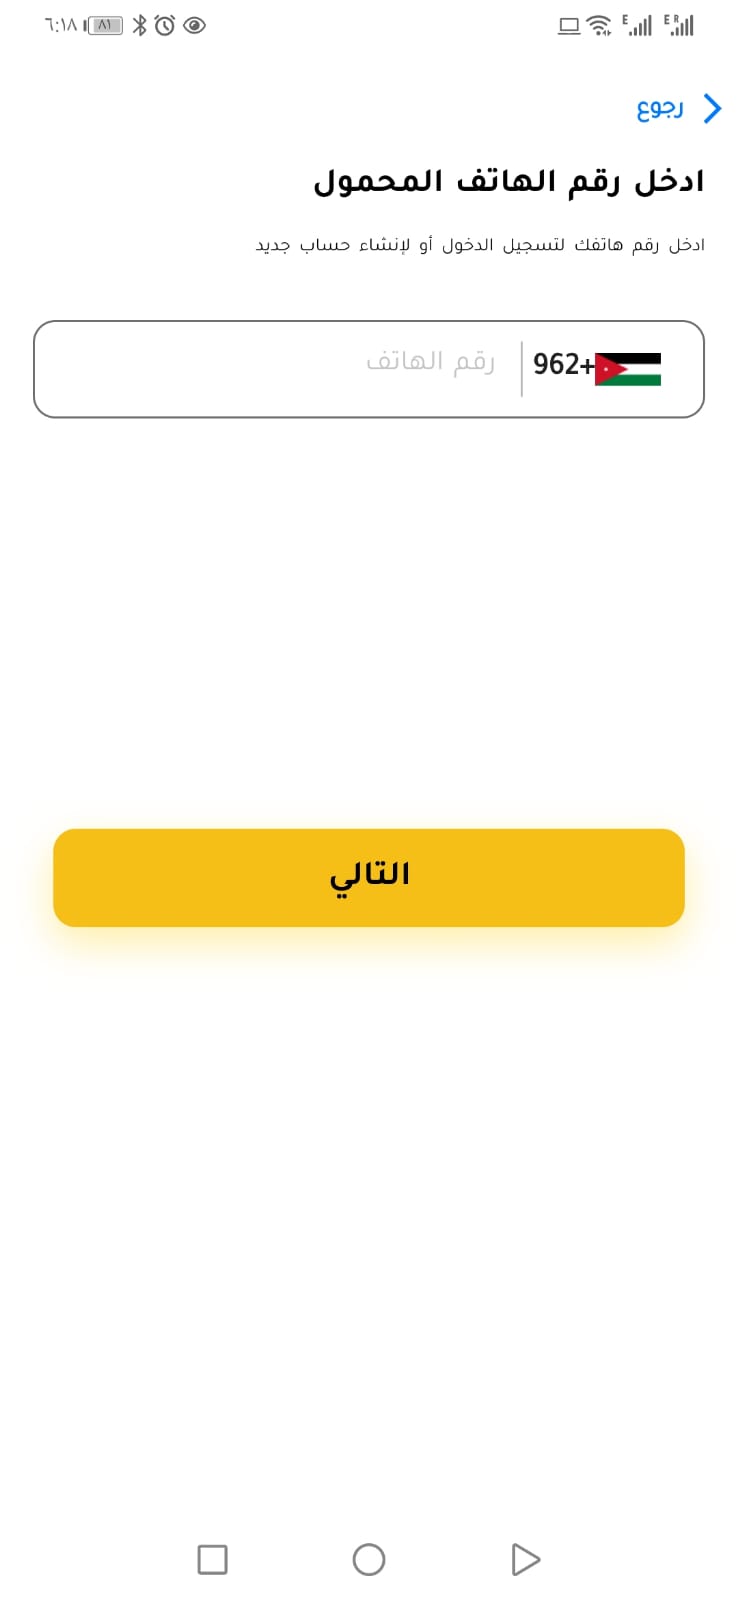 ٦:١٨ ٨١ E E R
رجوع
ادخل رقم الهاتف المحمول
ادخل رقم هاتفك لتسجيل الدخول أو لإنشاء حساب جديد
962+ رقم الهاتف
التالي